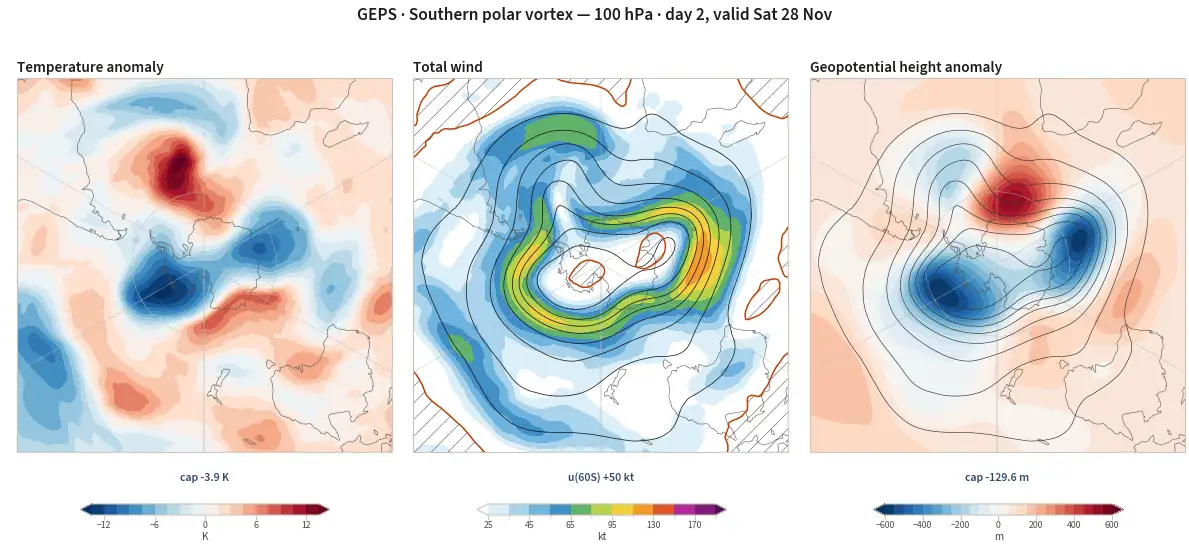 GEPS · Southern polar vortex — 100 hPa · day 2, valid Sat 28 Nov
Temperature anomaly
Total wind
Geopotential height anomaly
cap -3.9 K
u(60S) +50 kt
cap -129.6 m
−12 −6 0 6 12
K
25 45 65 95 130 170
kt
−600 −400 −200 0 200 400 600
m